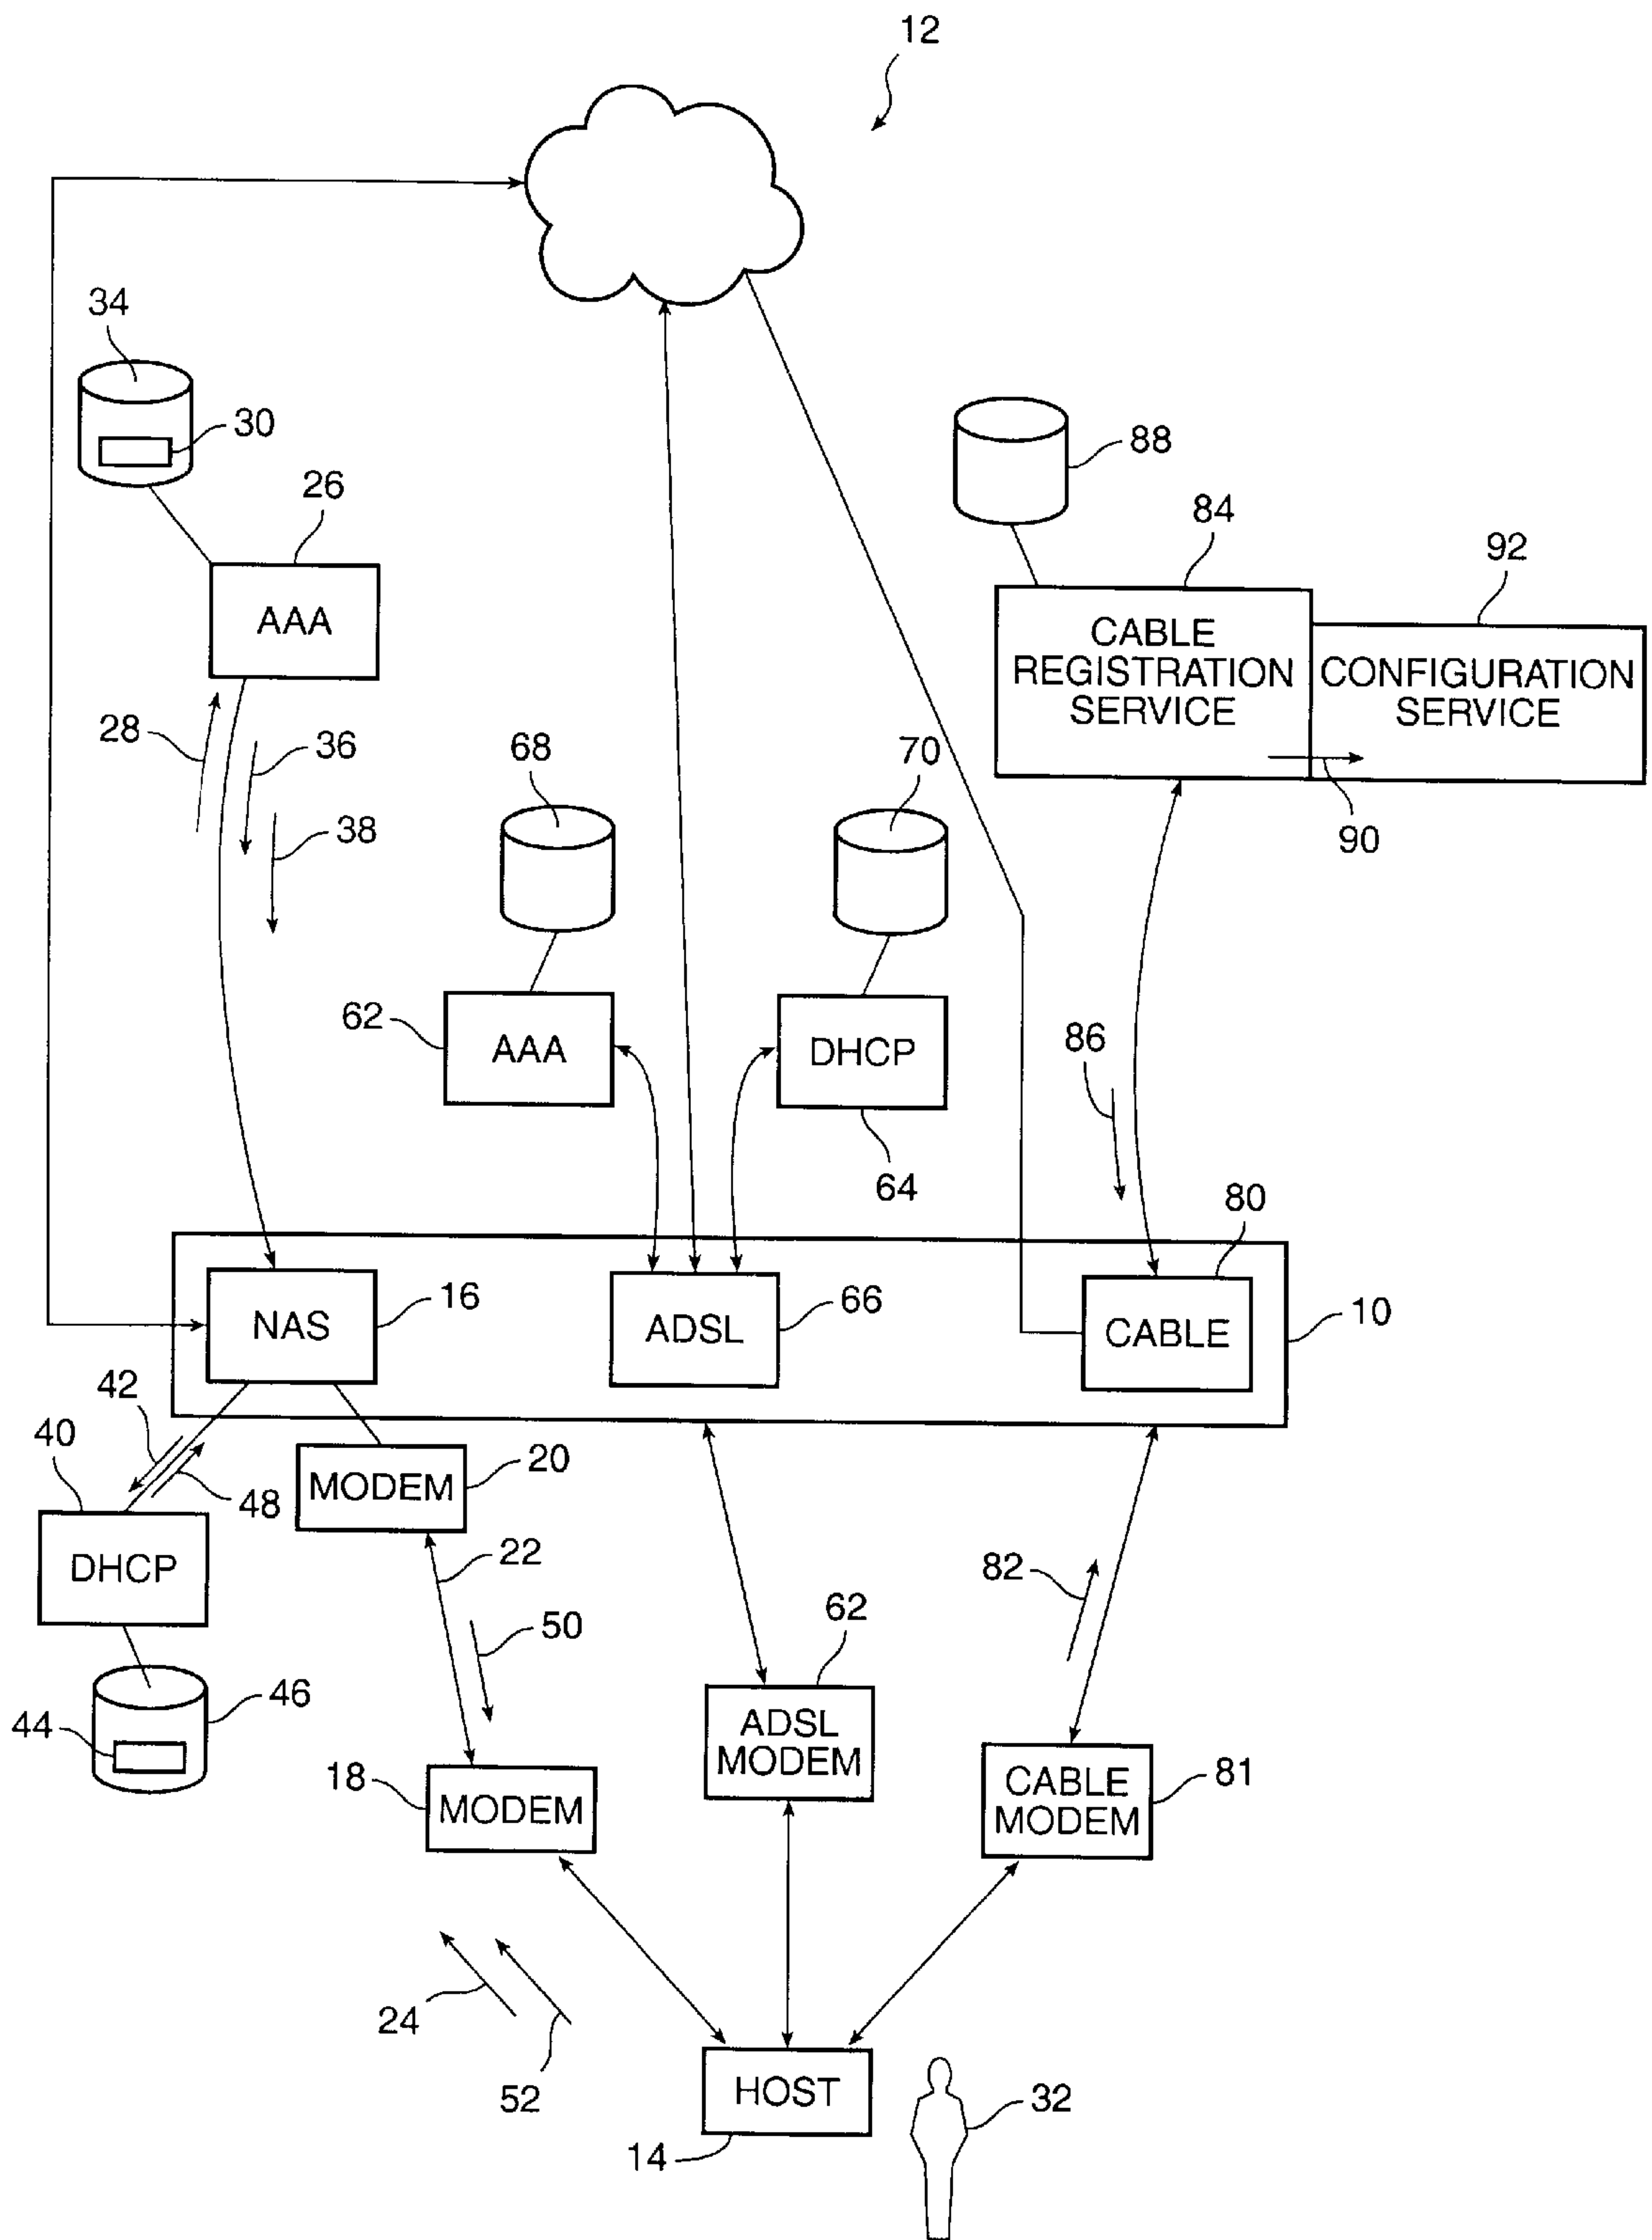 12
34
30
88
26
84
92
AAA
CABLE
REGISTRATION
SERVICE
CONFIGURATION
SERVICE
28
36
68
70
38
90
62
AAA
DHCP
86
64
80
NAS
16
ADSL
66
CABLE
10
42
40
MODEM
20
48
DHCP
22
82
50
62
46
44
ADSL
MODEM
18
MODEM
CABLE
MODEM
81
24
52
HOST
32
14